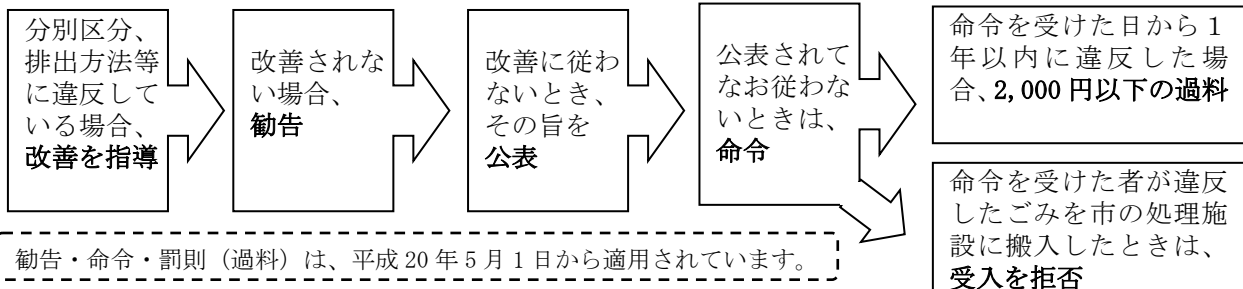 分別区分、
排出方法等
に違反して
いる場合、
改善を指導
改善されな
い場合、
勧告
改善に従わ
ないとき、
その旨を
公表
公表されて
なお従わな
いときは、
命令
命令を受けた日から１
年以内に違反した場
合、2,000 円以下の過料
命令を受けた者が違反
したごみを市の処理施
設に搬入したときは、
受入を拒否
勧告・命令・罰則（過料）は、平成 20 年 5 月 1 日から適用されています。